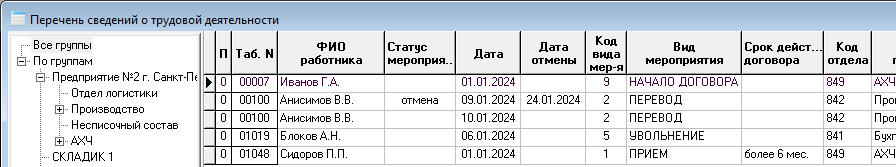 Перечень сведений о трудовой деятельности
Все группы
По группам
Предприятие №2 г. Санкт-Пе
Отдел логистики
Производство
Несписочный состав
АХЧ
СКЛАДИК 1
П Таб. N ФИО работника Статус мероприя.. Дата Дата отмены Код вида мер-я Вид мероприятия Срок дейст... договора Код отдела
0 00007 Иванов Г.А. 01.01.2024 9 НАЧАЛО ДОГОВОРА 849 АХЧ
0 00100 Анисимов В.В. отмена 09.01.2024 24.01.2024 2 ПЕРЕВОД 842 Про
0 00100 Анисимов В.В. 10.01.2024 2 ПЕРЕВОД 842 Про
0 01019 Блоков А.Н. 06.01.2024 5 УВОЛЬНЕНИЕ 841 Бухг
0 01048 Сидоров П.П. 01.01.2024 1 ПРИЕМ более 6 мес. 849 АХЧ